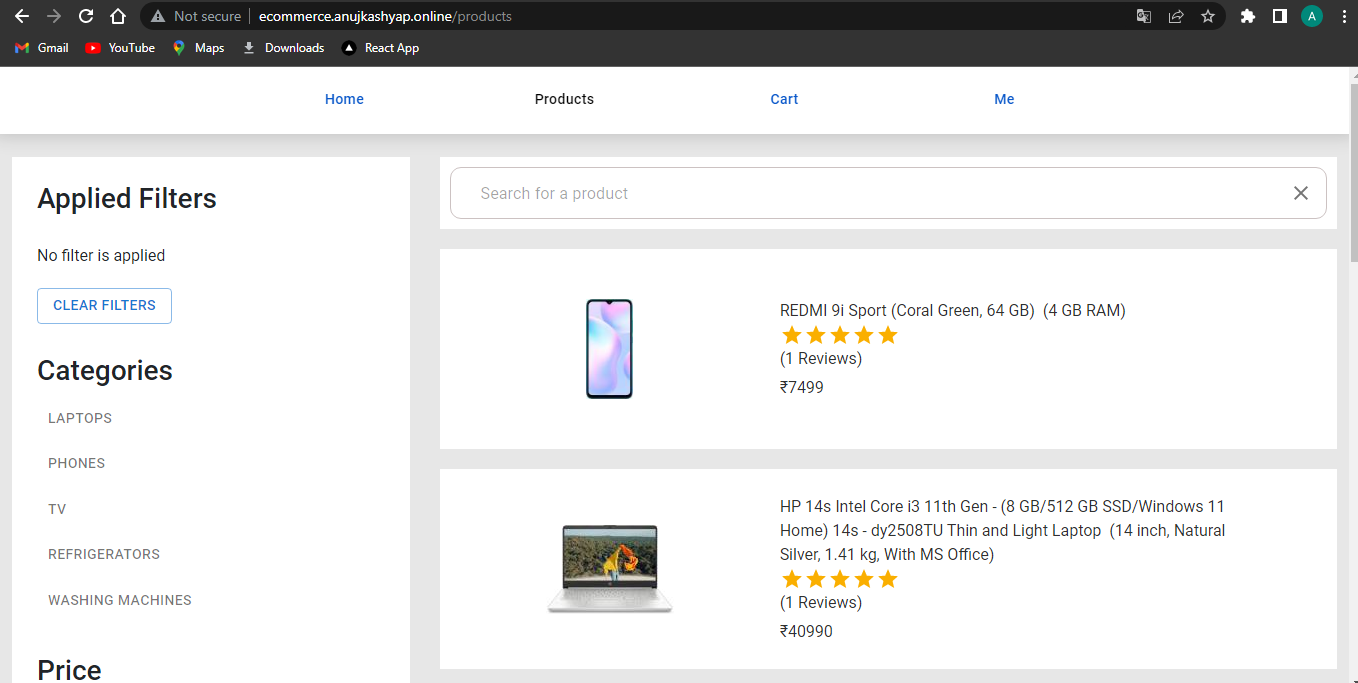 Not secure
ecommerce.anujkashyap.online/products
A
Gmail
YouTube
Maps
Downloads
React App
Home
Products
Cart
Me
Applied Filters
No filter is applied
CLEAR FILTERS
Categories
LAPTOPS
PHONES
TV
REFRIGERATORS
WASHING MACHINES
Price
Search for a product
REDMI 9i Sport (Coral Green, 64 GB)  (4 GB RAM)
(1 Reviews)
₹7499
HP 14s Intel Core i3 11th Gen - (8 GB/512 GB SSD/Windows 11
Home) 14s - dy2508TU Thin and Light Laptop  (14 inch, Natural
Silver, 1.41 kg, With MS Office)
(1 Reviews)
₹40990